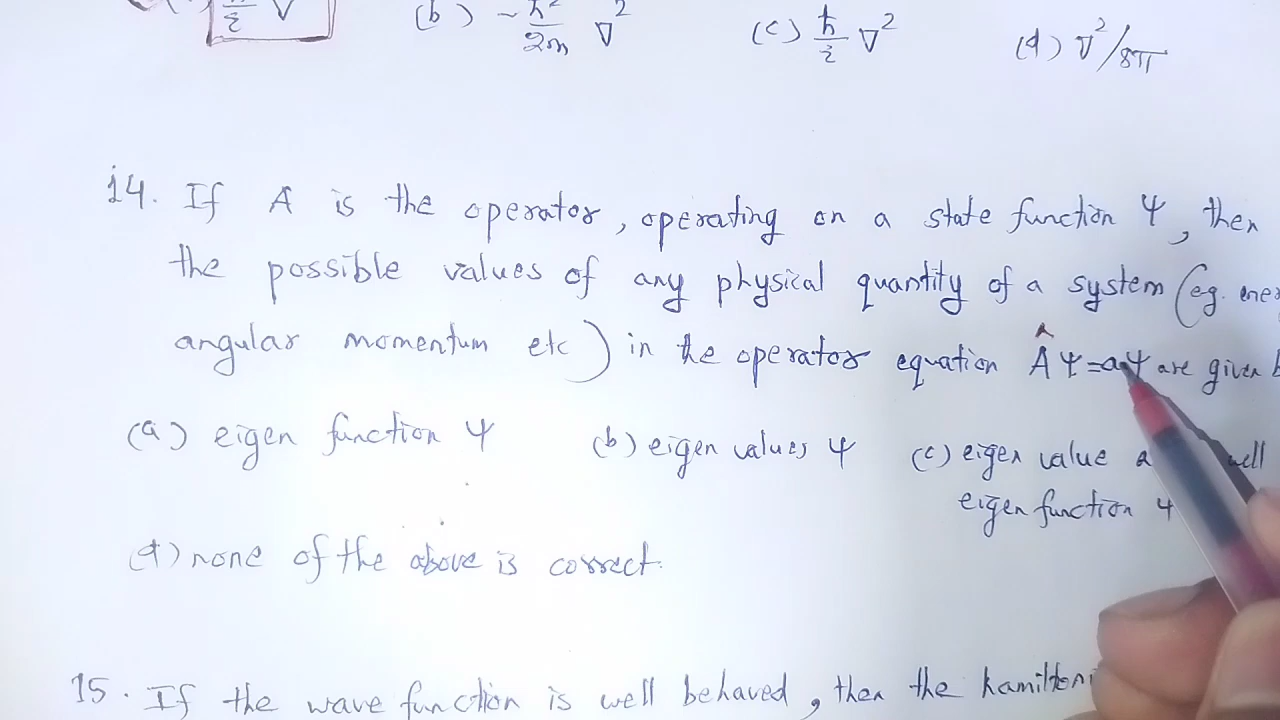 ħ/i ∇ (b) -ħ²/2m ∇² (c) ħ/i ∇² (d) ∇²/8π
14. If A is the operator, operating on a state function ψ, then
the possible values of any physical quantity of a system (eg.
angular momentum etc) in the operator equation Âψ=aψ are given
(a) eigen function ψ (b) eigen values ψ (c) eigen value
eigen function ψ
(d) none of the above is correct.
15. If the wave function is well behaved, then the